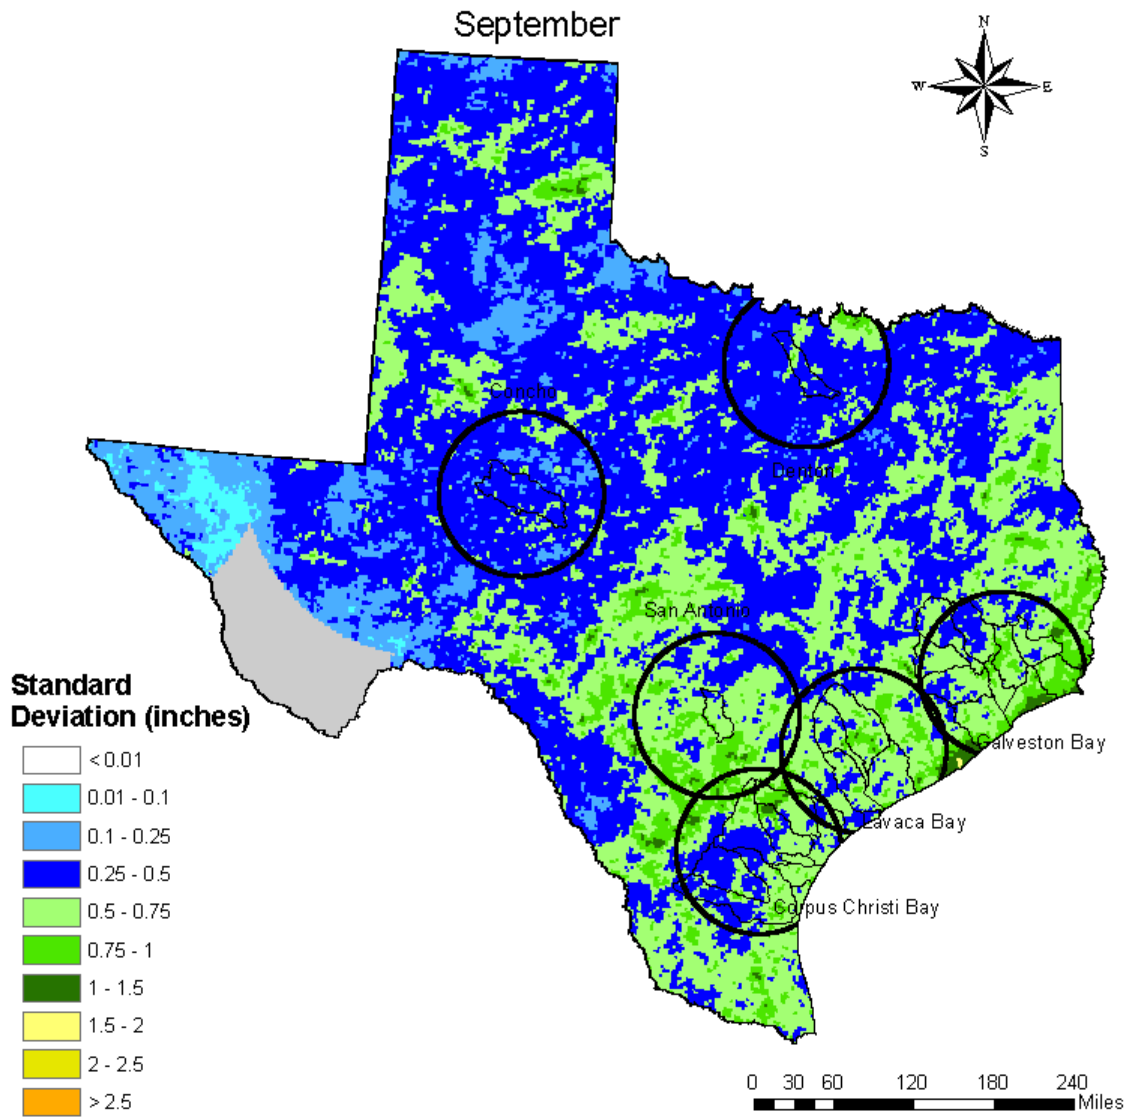 September
N
W
E
S
Concho
Denton
San Antonio
Galveston Bay
Lavaca Bay
Corpus Christi Bay
Standard
Deviation (inches)
< 0.01
0.01 - 0.1
0.1 - 0.25
0.25 - 0.5
0.5 - 0.75
0.75 - 1
1 - 1.5
1.5 - 2
2 - 2.5
> 2.5
0 30 60 120 180 240
Miles